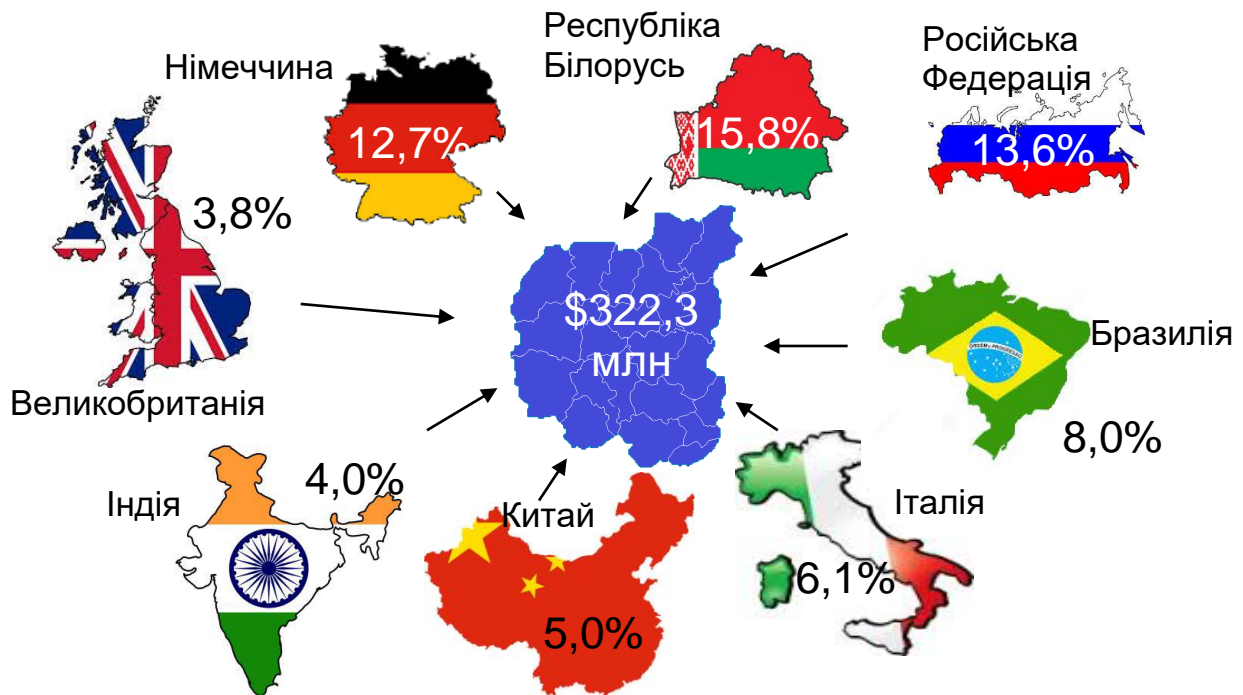 Німеччина
12,7%
Республіка
Білорусь
15,8%
Російська
Федерація
13,6%
3,8%
Великобританія
$322,3
млн
Бразилія
8,0%
Індія
4,0%
Китай
5,0%
Італія
6,1%